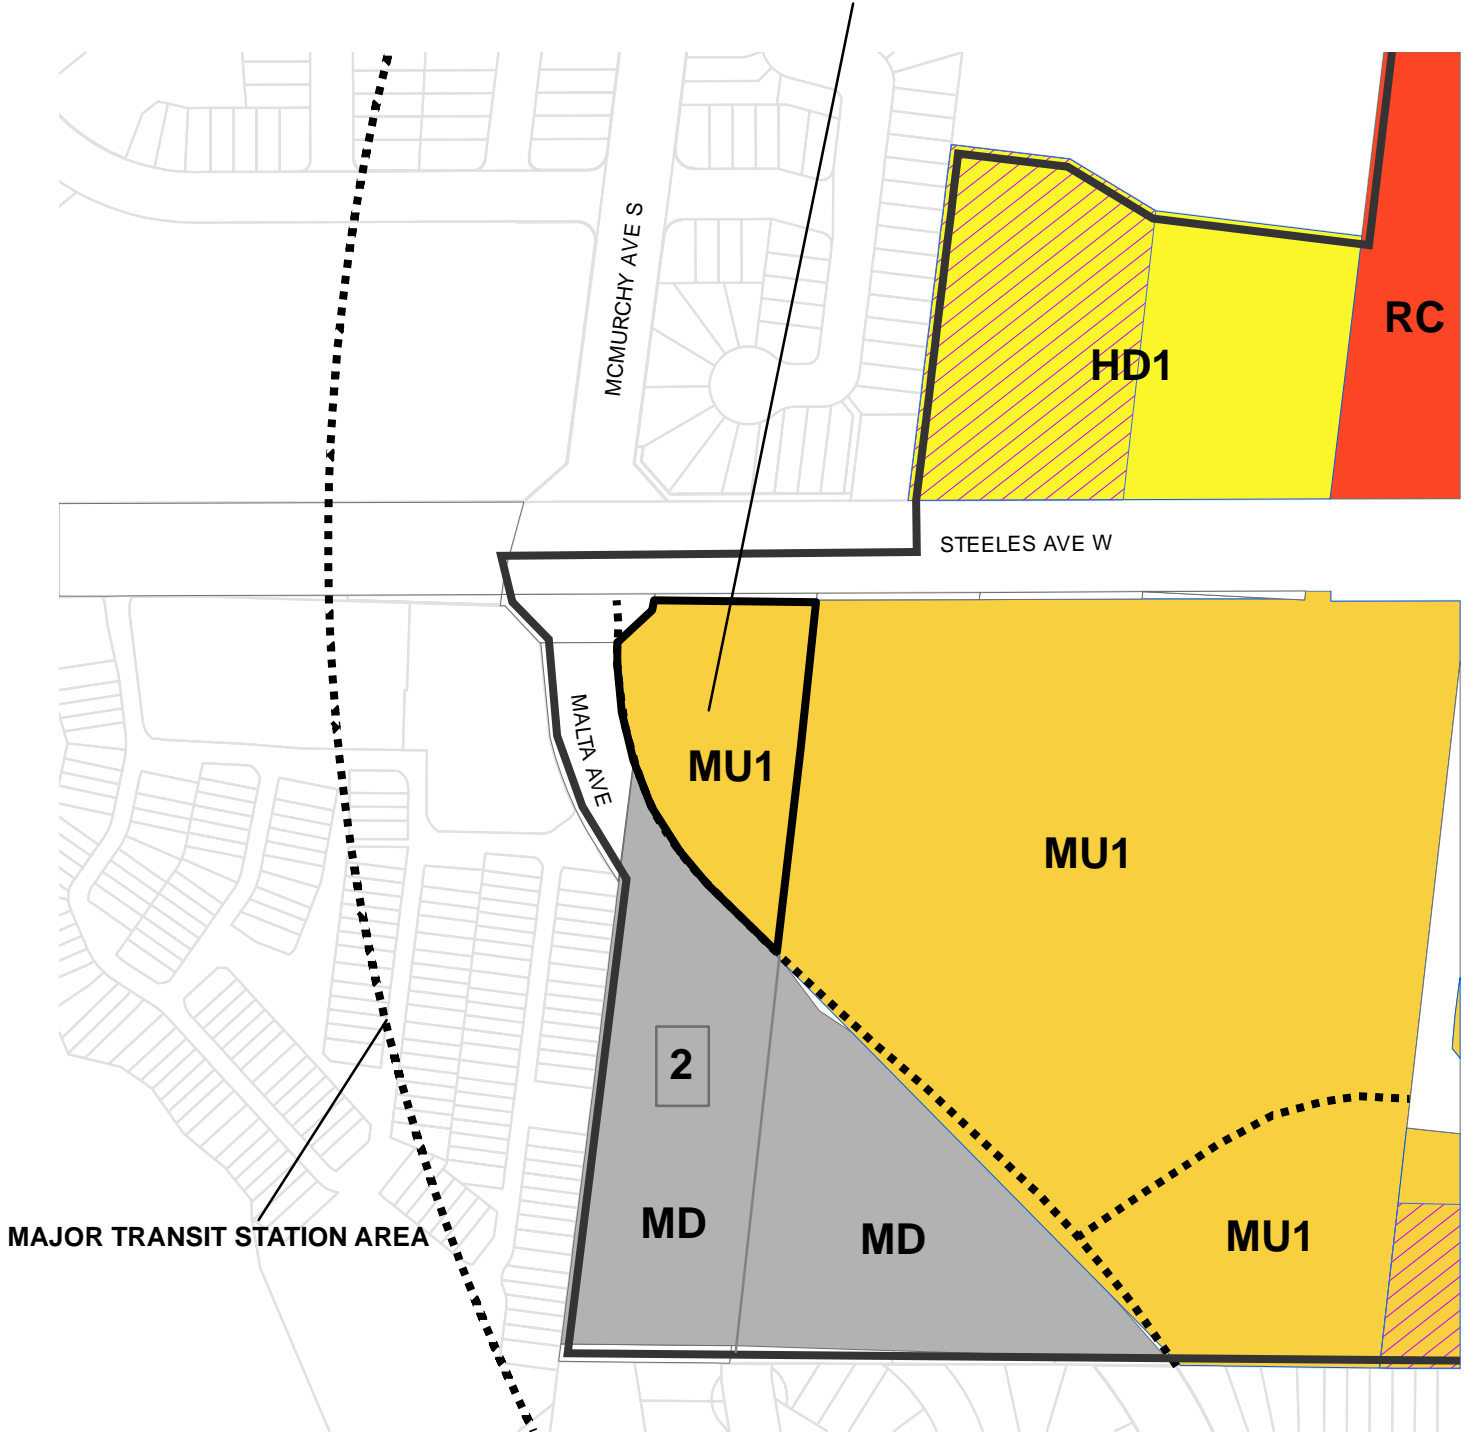 MCMURCHY AVE S
RC
HD1
STEELES AVE W
MALTA AVE
MU1
MU1
2
MD
MD
MU1
MAJOR TRANSIT STATION AREA